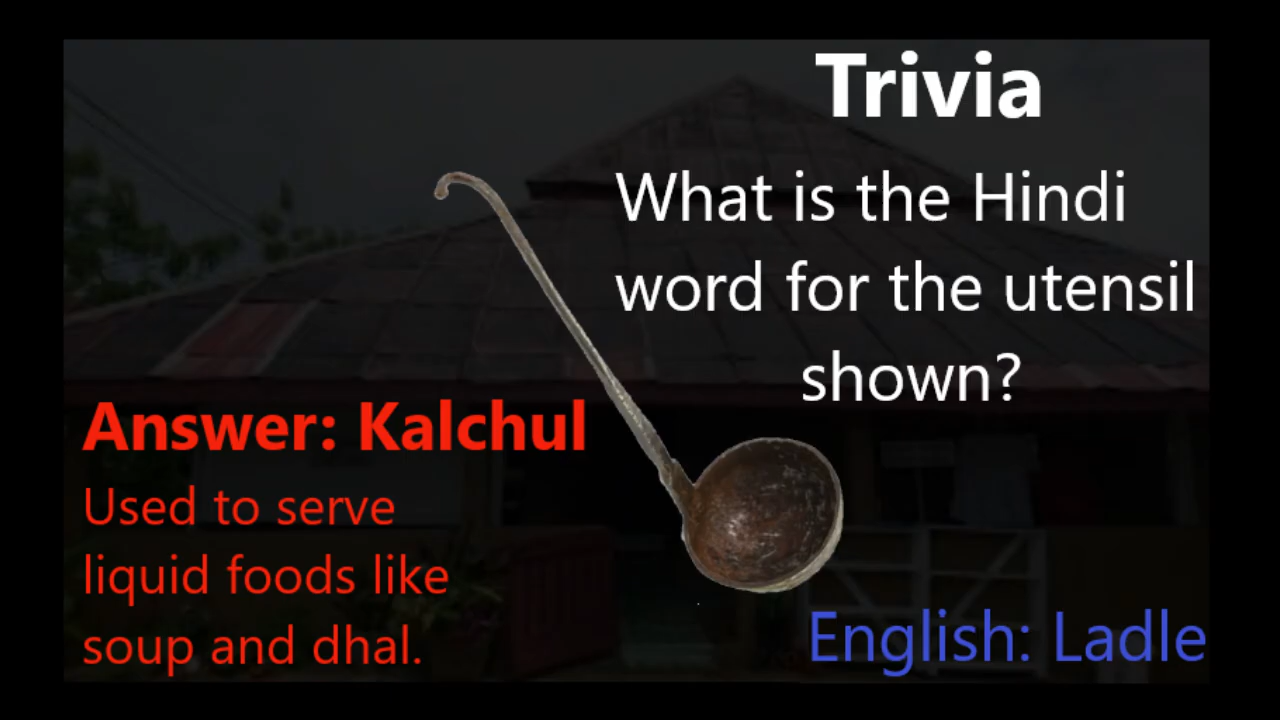 Trivia
What is the Hindi
word for the utensil
shown?
Answer: Kalchul
Used to serve
liquid foods like
soup and dhal.
English: Ladle